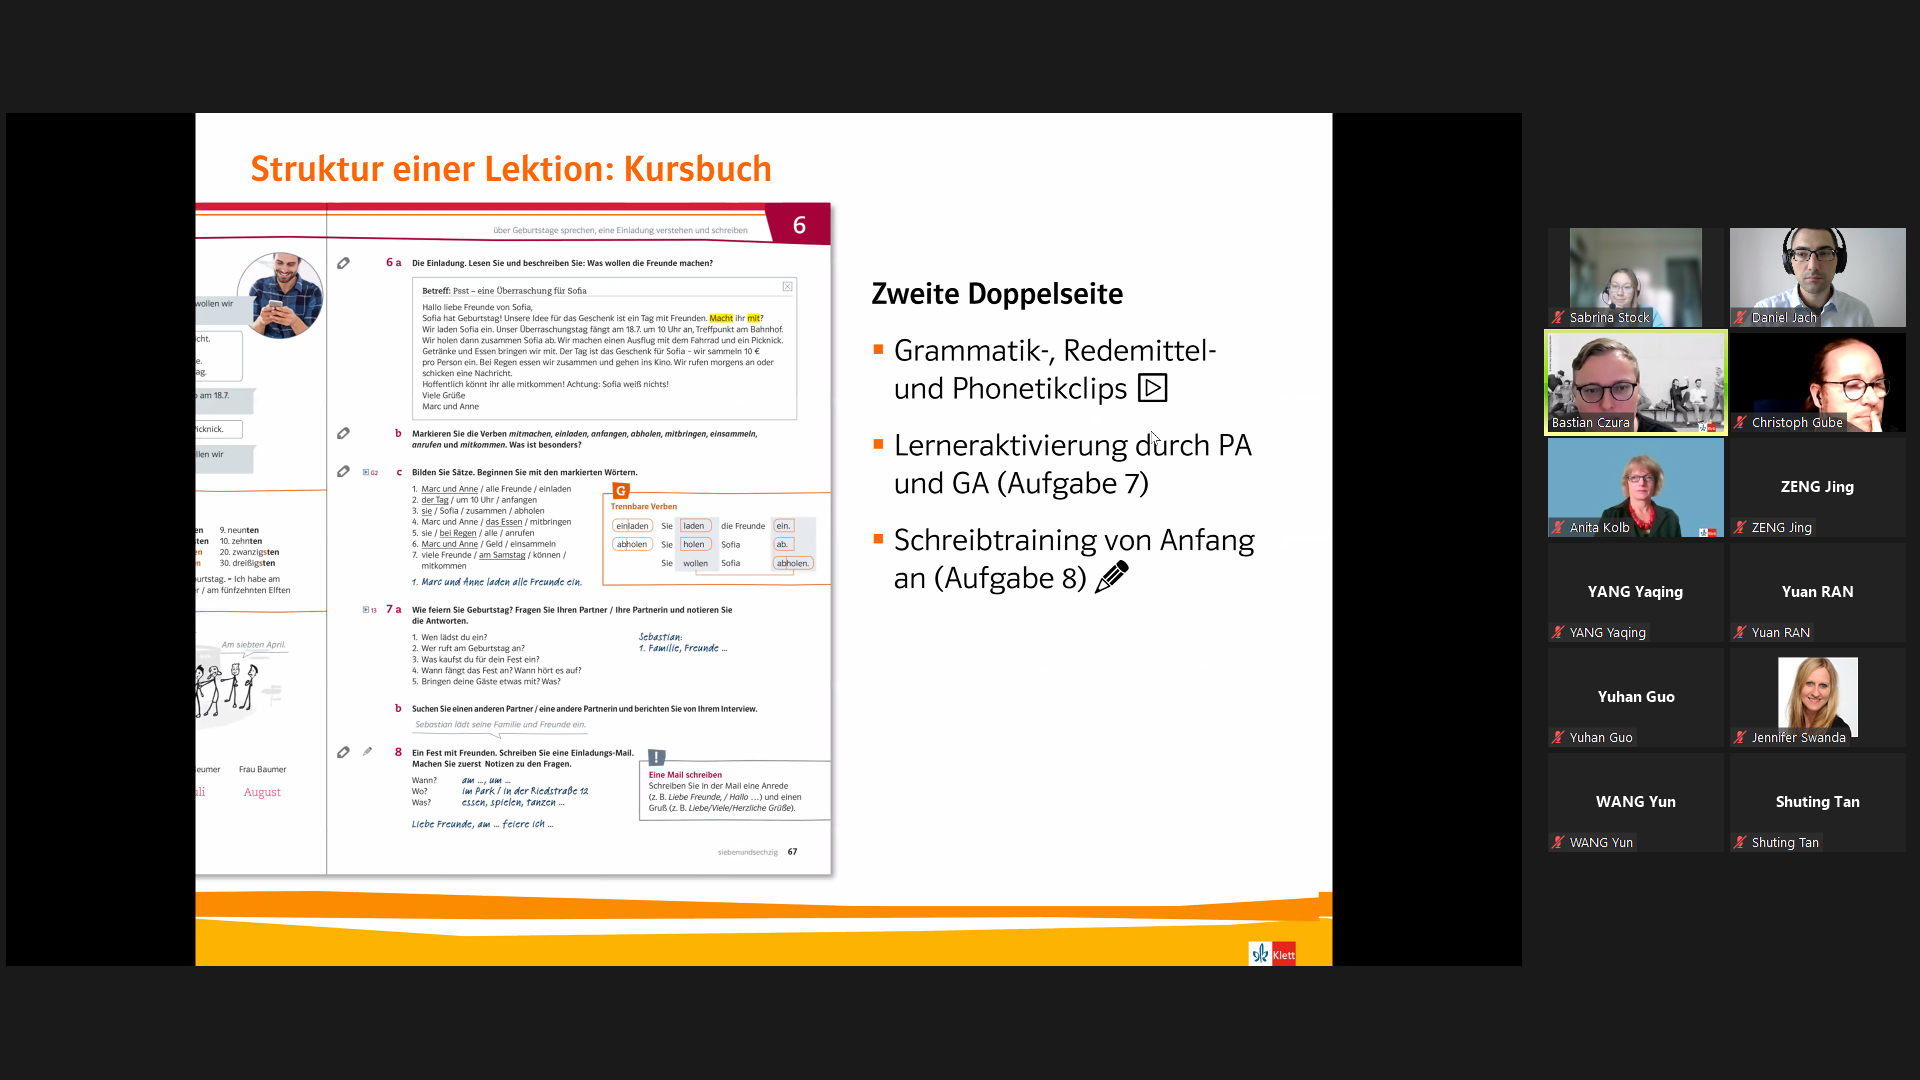 Struktur einer Lektion: Kursbuch
über Geburtstage sprechen, eine Einladung verstehen und schreiben
6
wollen wir
cht.
e.
ag.
o am 18.7.
icknick.
llen wir
en 9. neunten
sten 10. zehnten
en 20. zwanzigsten
en 30. dreißigsten
urtstag. – Ich habe am
r / am fünfzehnten Elften
Am siebten April.
eumer Frau Baumer
uli August
6 a Die Einladung. Lesen Sie und beschreiben Sie: Was wollen die Freunde machen?
Betreff: Psst – eine Überraschung für Sofia
Hallo liebe Freunde von Sofia,
Sofia hat Geburtstag! Unsere Idee für das Geschenk ist ein Tag mit Freunden. Macht ihr mit?
Wir laden Sofia ein. Unser Überraschungstag fängt am 18.7. um 10 Uhr an, Treffpunkt am Bahnhof.
Wir holen dann zusammen Sofia ab. Wir machen einen Ausflug mit dem Fahrrad und ein Picknick.
Getränke und Essen bringen wir mit. Der Tag ist das Geschenk für Sofia – wir sammeln 10 €
pro Person ein. Bei Regen essen wir zusammen und gehen ins Kino. Wir rufen morgens an oder
schicken eine Nachricht.
Hoffentlich könnt ihr alle mitkommen! Achtung: Sofia weiß nichts!
Viele Grüße
Marc und Anne
b Markieren Sie die Verben mitmachen, einladen, anfangen, abholen, mitbringen, einsammeln,
anrufen und mitkommen. Was ist besonders?
G2 c Bilden Sie Sätze. Beginnen Sie mit den markierten Wörtern.
1. Marc und Anne / alle Freunde / einladen
2. der Tag / um 10 Uhr / anfangen
3. sie / Sofia / zusammen / abholen
4. Marc und Anne / das Essen / mitbringen
5. sie / bei Regen / alle / anrufen
6. Marc und Anne / Geld / einsammeln
7. viele Freunde / am Samstag / können /
mitkommen
1. Marc und Anne laden alle Freunde ein.
G
Trennbare Verben
einladen Sie laden die Freunde ein.
abholen Sie holen Sofia ab.
Sie wollen Sofia abholen.
13 7 a Wie feiern Sie Geburtstag? Fragen Sie Ihren Partner / Ihre Partnerin und notieren Sie
die Antworten.
1. Wen lädst du ein?
2. Wer ruft am Geburtstag an?
3. Was kaufst du für dein Fest ein?
4. Wann fängt das Fest an? Wann hört es auf?
5. Bringen deine Gäste etwas mit? Was?
Sebastian:
1. Familie, Freunde ...
b Suchen Sie einen anderen Partner / eine andere Partnerin und berichten Sie von Ihrem Interview.
Sebastian lädt seine Familie und Freunde ein.
8 Ein Fest mit Freunden. Schreiben Sie eine Einladungs-Mail.
Machen Sie zuerst Notizen zu den Fragen.
Wann? am ..., um ...
Wo? im Park / in der Riedstraße 12
Was? essen, spielen, tanzen ...
Liebe Freunde, am ... feiere ich ...
!
Eine Mail schreiben
Schreiben Sie in der Mail eine Anrede
(z. B. Liebe Freunde, / Hallo ...) und einen
Gruß (z. B. Liebe/Viele/Herzliche Grüße).
siebenundsechzig 67
Zweite Doppelseite
Grammatik-, Redemittel-
und Phonetikclips
Lerneraktivierung durch PA
und GA (Aufgabe 7)
Schreibtraining von Anfang
an (Aufgabe 8)
Klett
Sabrina Stock
Daniel Jach
Bastian Czura
Christoph Gube
Anita Kolb
ZENG Jing
ZENG Jing
YANG Yaqing
YANG Yaqing
Yuan RAN
Yuan RAN
Yuhan Guo
Yuhan Guo
Jennifer Swanda
WANG Yun
WANG Yun
Shuting Tan
Shuting Tan